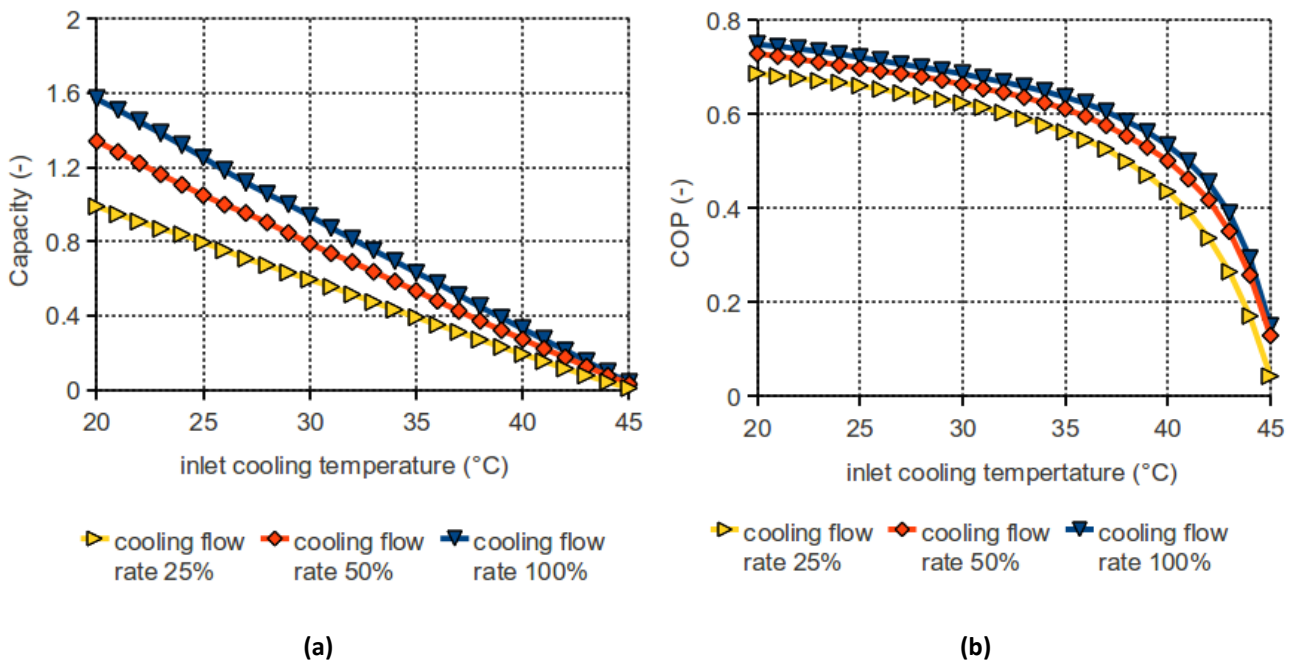 2
1.6
1.2
0.8
0.4
0
Capacity (-)
20 25 30 35 40 45
inlet cooling temperature (°C)
cooling flow rate 25%
cooling flow rate 50%
cooling flow rate 100%
(a)
0.8
0.6
0.4
0.2
0
COP (-)
20 25 30 35 40 45
inlet cooling tempertature (°C)
cooling flow rate 25%
cooling flow rate 50%
cooling flow rate 100%
(b)